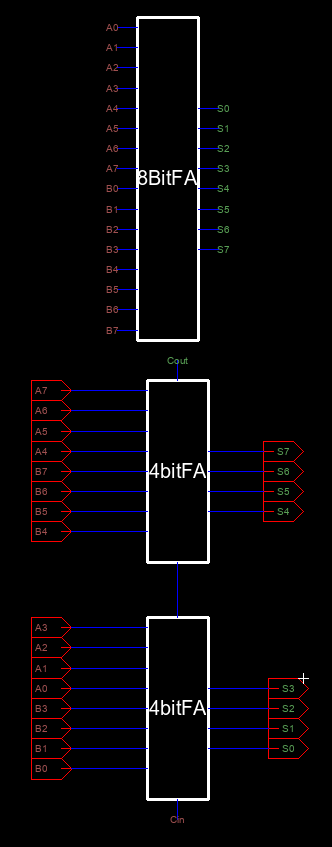 A0
A1
A2
A3
A4 S0
A5 S1
A6 S2
A7 S3
8BitFA
B0 S4
B1 S5
B2 S6
B3 S7
B4
B5
B6
B7
Cout
A7
A6
A5
A4 S7
4bitFA
B7 S6
B6 S5
B5 S4
B4
A3
A2
A1
A0 S3
4bitFA
B3 S2
B2 S1
B1 S0
B0
Cin